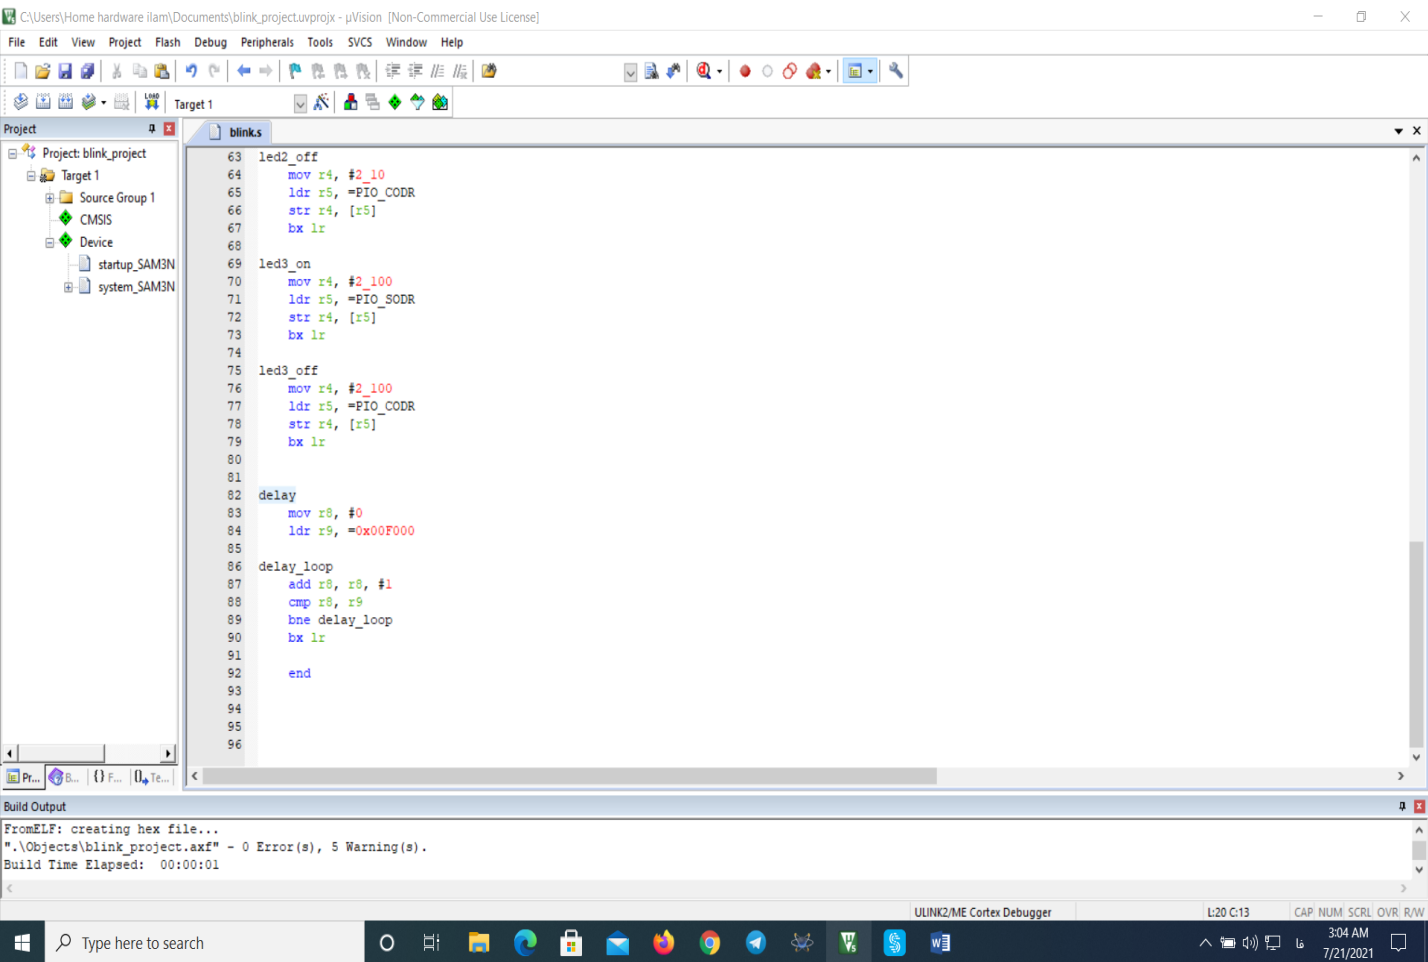 C:\Users\Home hardware ilam\Documents\blink_project.uvprojx - µVision [Non-Commercial Use License]
File Edit View Project Flash Debug Peripherals Tools SVCS Window Help
LOAD Target 1
Project
blink.s
Project: blink_project
Target 1
Source Group 1
CMSIS
Device
startup_SAM3N
system_SAM3N
63 led2_off
64 mov r4, #2_10
65 ldr r5, =PIO_CODR
66 str r4, [r5]
67 bx lr
68
69 led3_on
70 mov r4, #2_100
71 ldr r5, =PIO_SODR
72 str r4, [r5]
73 bx lr
74
75 led3_off
76 mov r4, #2_100
77 ldr r5, =PIO_CODR
78 str r4, [r5]
79 bx lr
80
81
82 delay
83 mov r8, #0
84 ldr r9, =0x00F000
85
86 delay_loop
87 add r8, r8, #1
88 cmp r8, r9
89 bne delay_loop
90 bx lr
91
92 end
93
94
95
96
Pr... B... {} F... Te...
Build Output
FromELF: creating hex file...
".\Objects\blink_project.axf" - 0 Error(s), 5 Warning(s).
Build Time Elapsed: 00:00:01
ULINK2/ME Cortex Debugger L:20 C:13 CAP NUM SCRL OVR R/W
Type here to search
فا
3:04 AM
7/21/2021